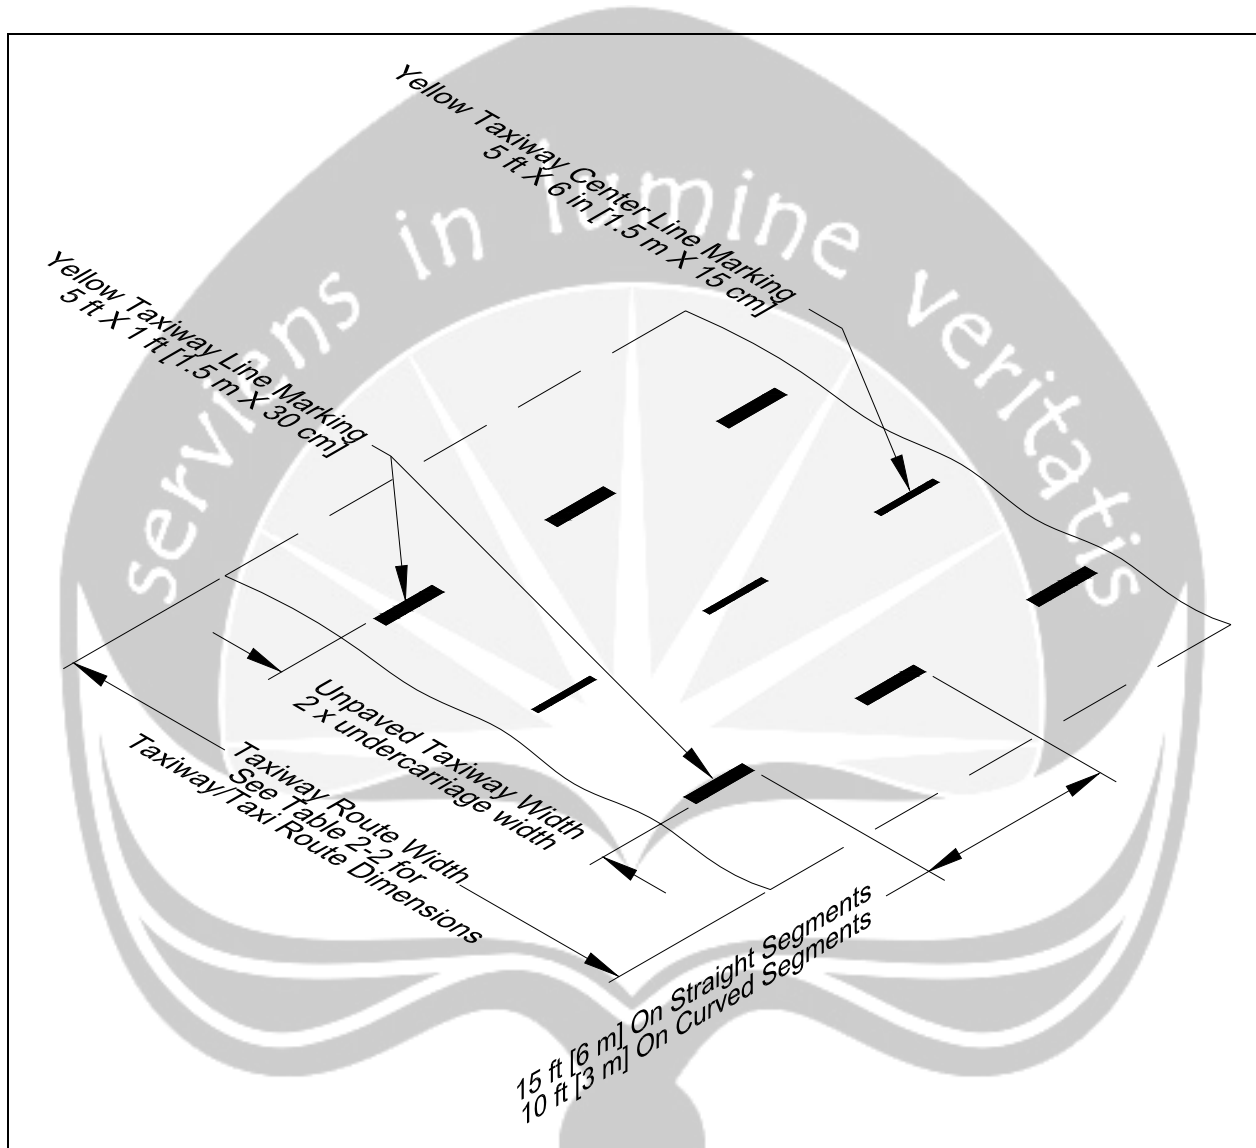 Yellow Taxiway Center Line Marking
5 ft X 6 in [1.5 m X 15 cm]
Yellow Taxiway Line Marking
5 ft X 1 ft [1.5 m X 30 cm]
serviens in lumine veritatis
Unpaved Taxiway Width
2 x undercarriage width
Taxiway Route Width
See Table 2-2 for
Taxiway/Taxi Route Dimensions
15 ft [6 m] On Straight Segments
10 ft [3 m] On Curved Segments